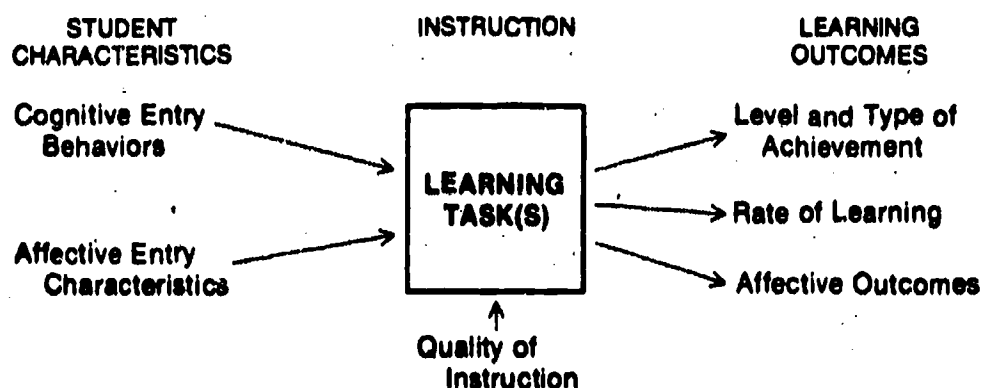 STUDENT
CHARACTERISTICS
INSTRUCTION
LEARNING
OUTCOMES
Cognitive Entry
Behaviors
Affective Entry
Characteristics
LEARNING
TASK(S)
Quality of
Instruction
Level and Type of
Achievement
Rate of Learning
Affective Outcomes